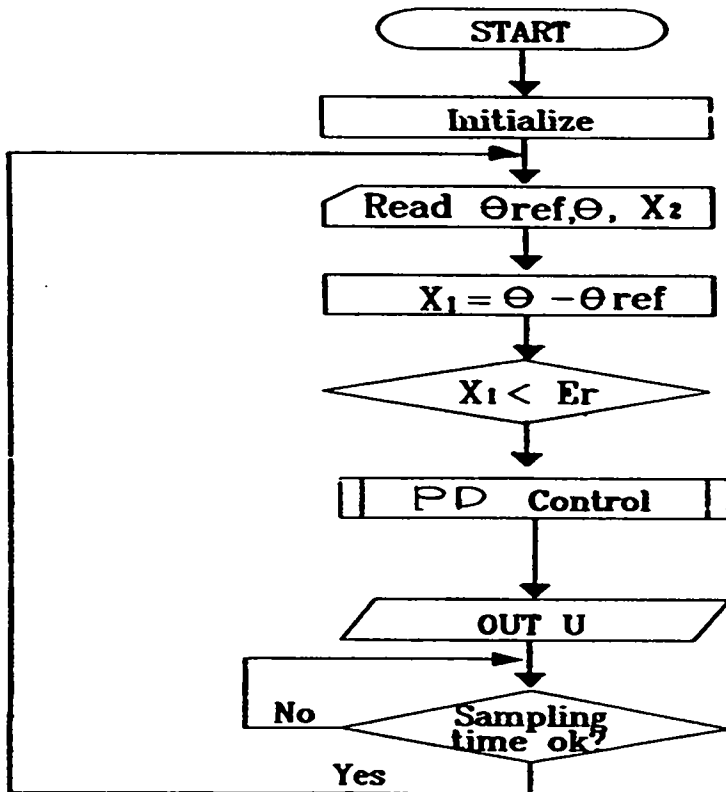 START
Initialize
Read Θref,Θ, X₂
X₁ = Θ - Θref
X₁ < Er
PD Control
OUT U
No
Sampling
time ok?
Yes